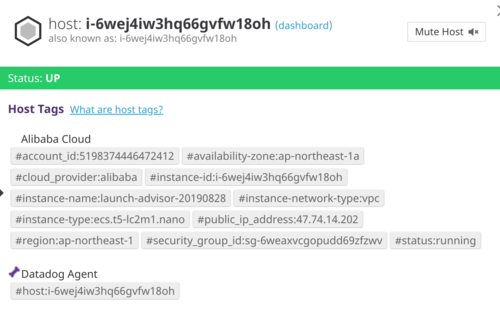 host: i-6wej4iw3hq66gvfw18oh (dashboard)
also known as: i-6wej4iw3hq66gvfw18oh
Mute Host
Status: UP
Host Tags What are host tags?
Alibaba Cloud
#account_id:5198374446472412 #availability-zone:ap-northeast-1a
#cloud_provider:alibaba #instance-id:i-6wej4iw3hq66gvfw18oh
#instance-name:launch-advisor-20190828 #instance-network-type:vpc
#instance-type:ecs.t5-lc2m1.nano #public_ip_address:47.74.14.202
#region:ap-northeast-1 #security_group_id:sg-6weaxvcgopudd69zfzwv #status:running
Datadog Agent
#host:i-6wej4iw3hq66gvfw18oh